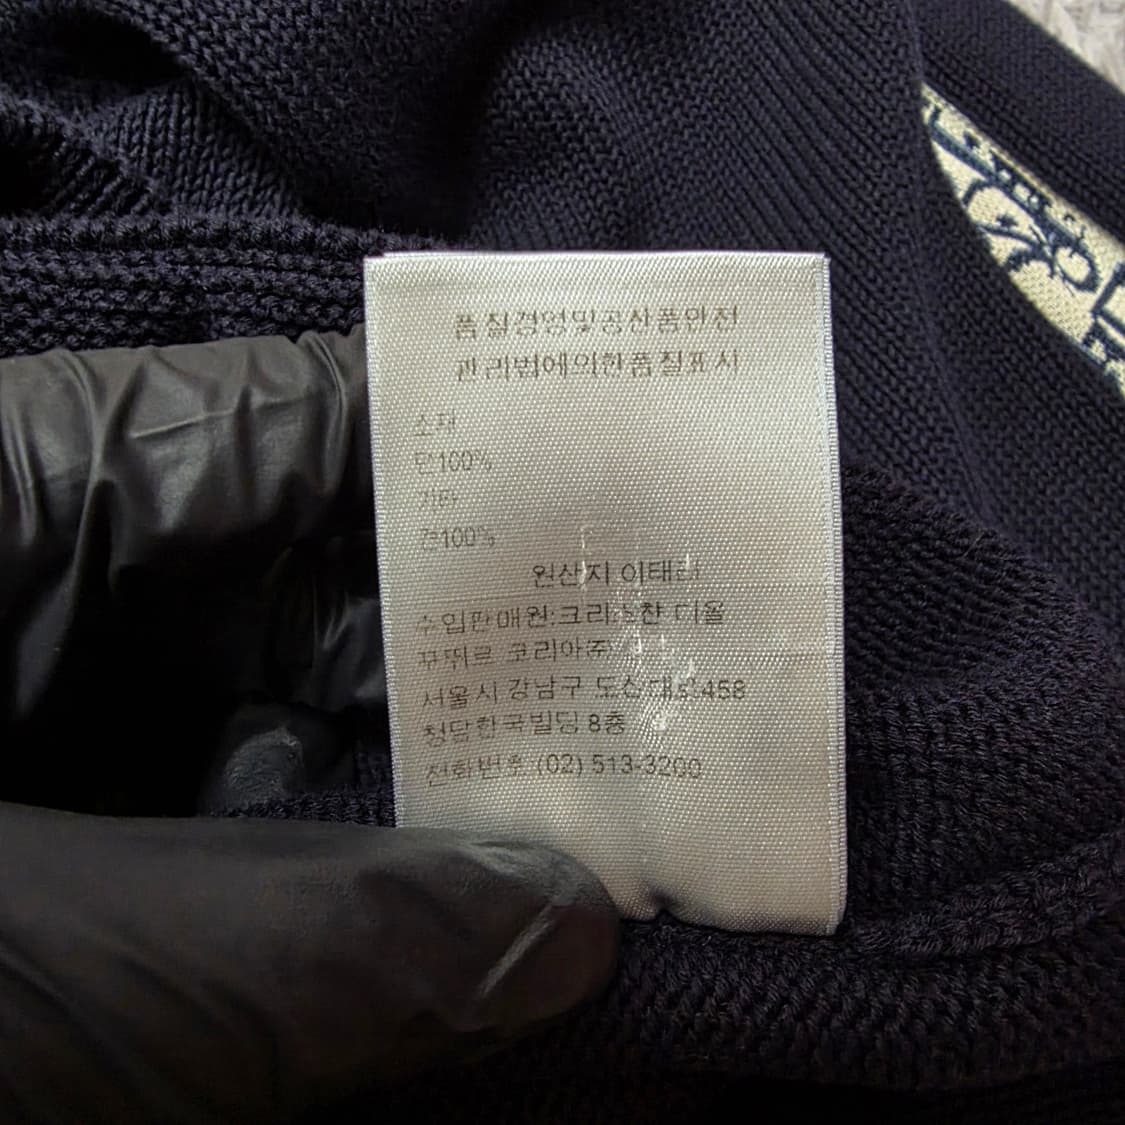 품질경영및공산품안전
관리법에의한품질표시
소재
면100%
기타
면100%
원산지 이태리
수입판매원:크리스챤 디올
꾸뛰르 코리아㈜
서울시 강남구 도산대로458
청담한국빌딩 8층
전화번호 (02) 513-3200